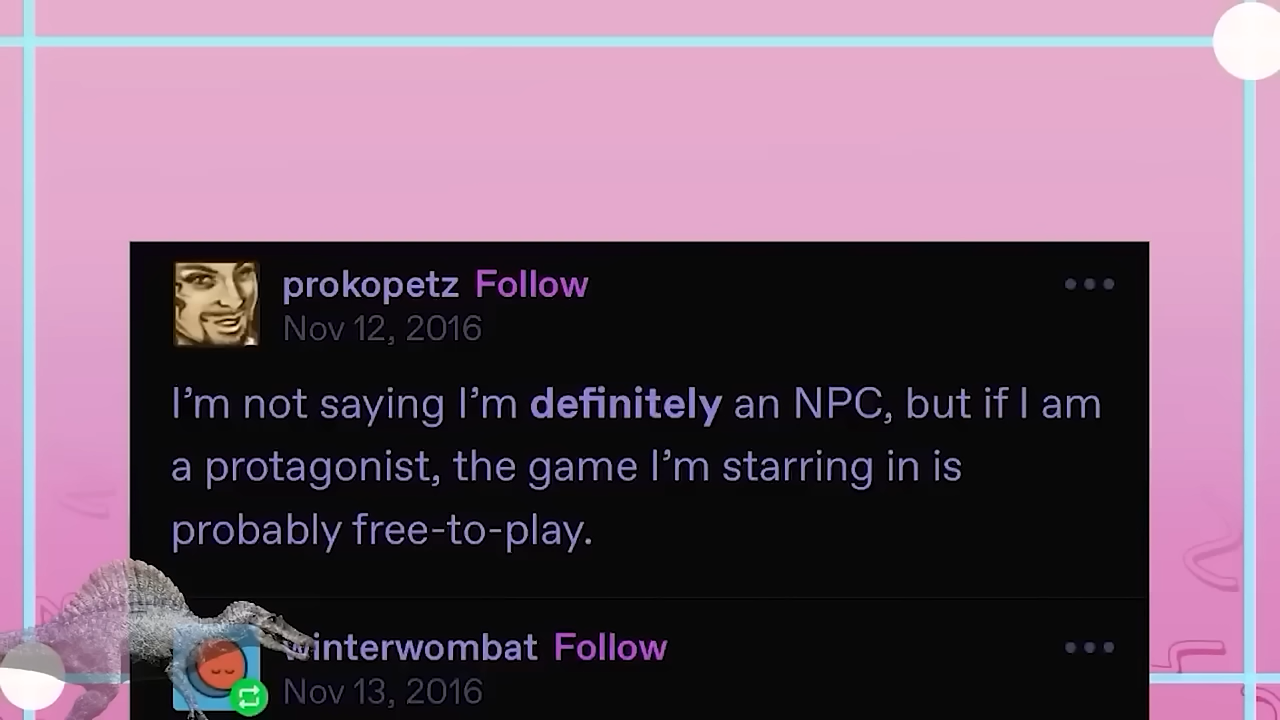 prokopetz Follow
Nov 12, 2016
I'm not saying I'm definitely an NPC, but if I am
a protagonist, the game I'm starring in is
probably free-to-play.
winterwombat Follow
Nov 13, 2016